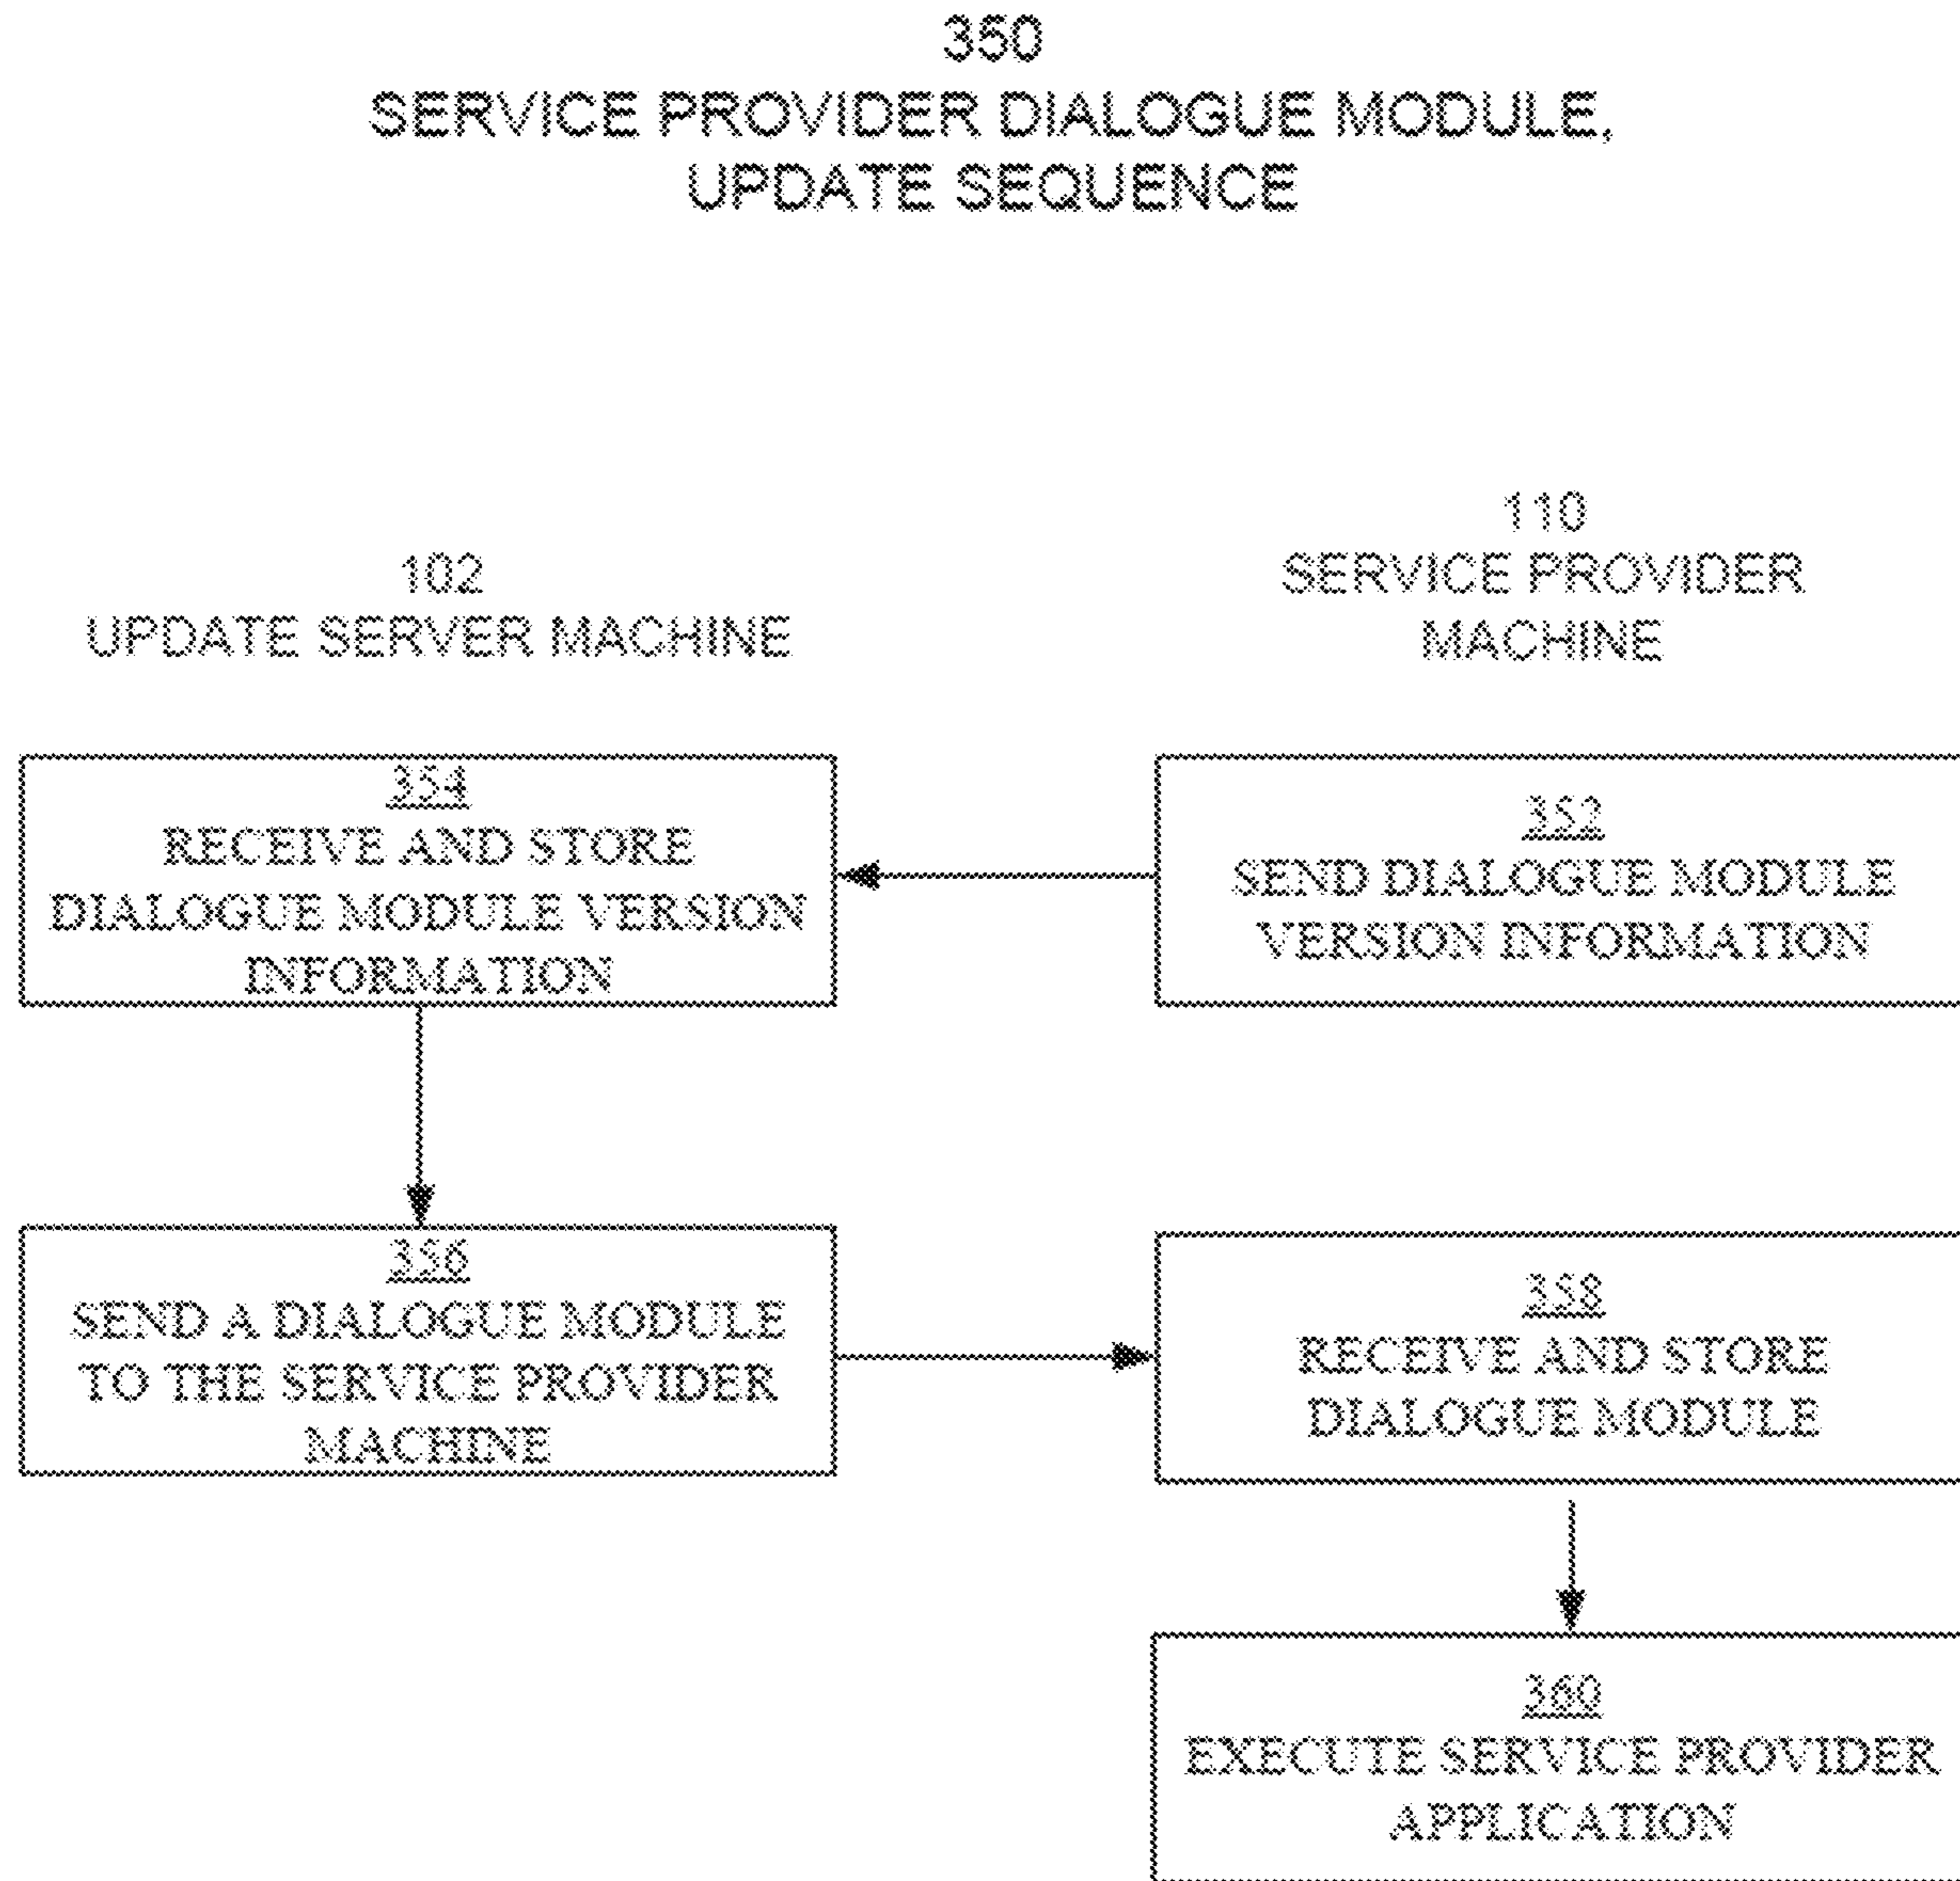 350
SERVICE PROVIDER DIALOGUE MODULE,
UPDATE SEQUENCE
102
UPDATE SERVER MACHINE
110
SERVICE PROVIDER
MACHINE
354
RECEIVE AND STORE
DIALOGUE MODULE VERSION
INFORMATION
352
SEND DIALOGUE MODULE
VERSION INFORMATION
356
SEND A DIALOGUE MODULE
TO THE SERVICE PROVIDER
MACHINE
358
RECEIVE AND STORE
DIALOGUE MODULE
360
EXECUTE SERVICE PROVIDER
APPLICATION